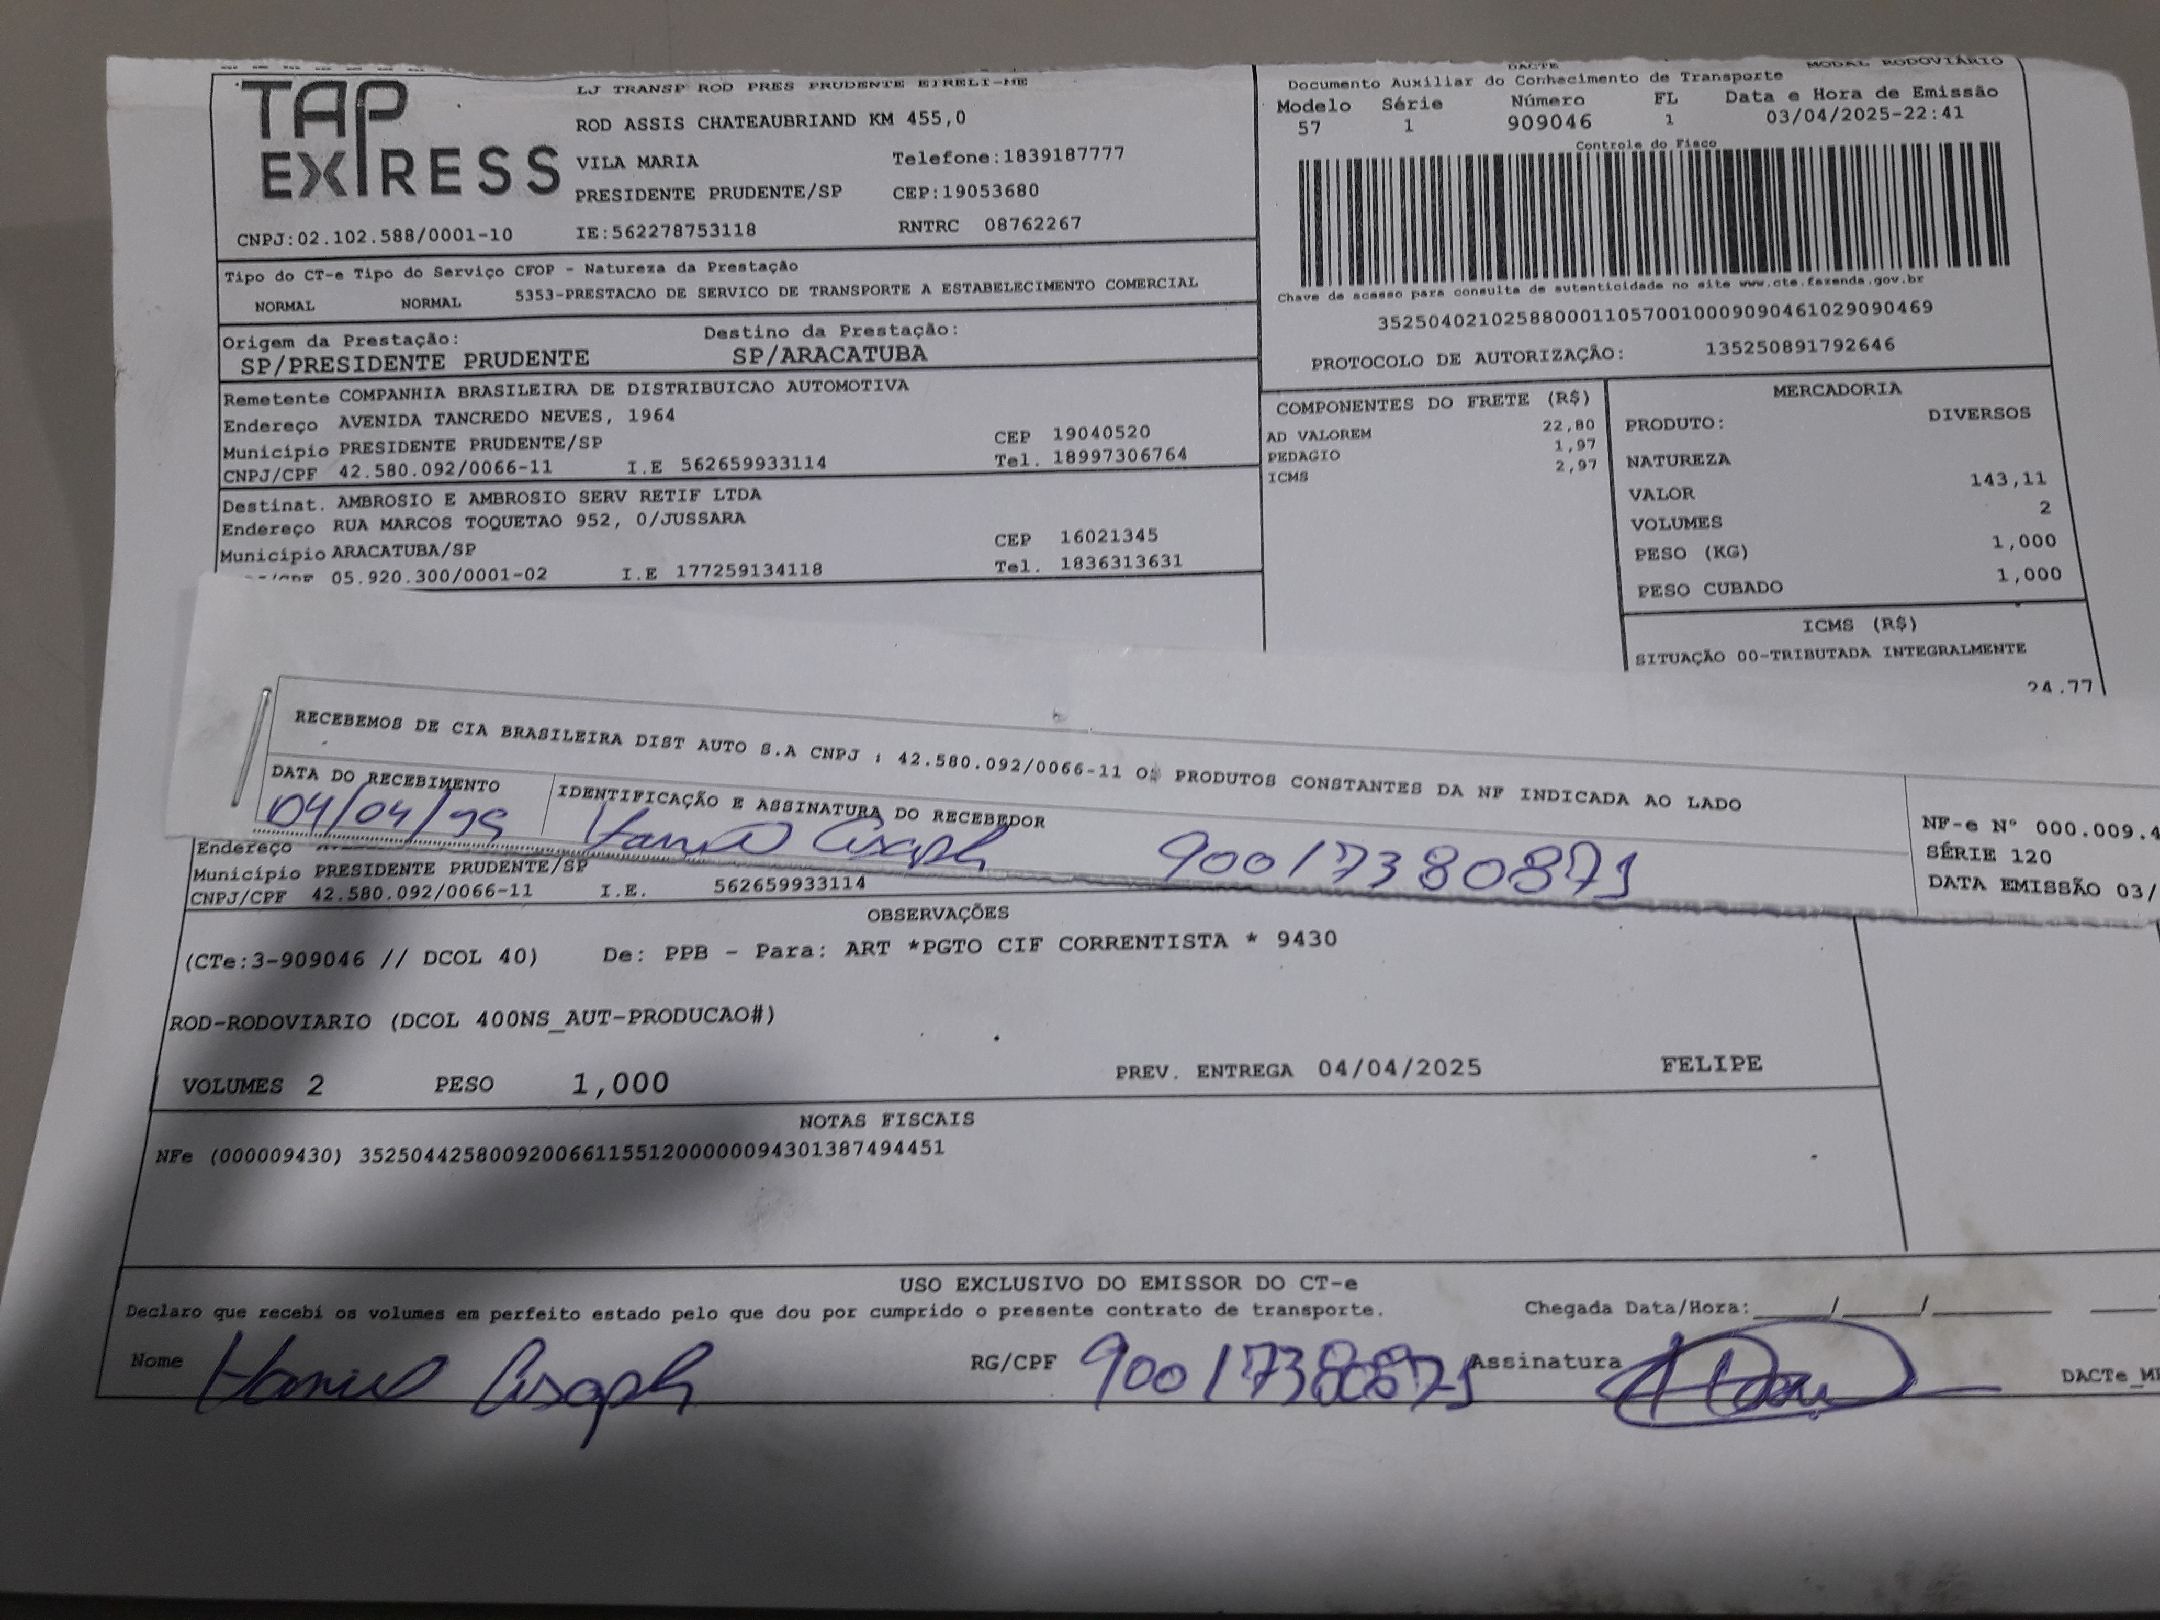 TAP EXPRESS
LJ TRANSP ROD PRES PRUDENTE EIRELI-ME
ROD ASSIS CHATEAUBRIAND KM 455,0
VILA MARIA Telefone:1839187777
PRESIDENTE PRUDENTE/SP CEP:19053680
CNPJ:02.102.588/0001-10 IE:562278753118 RNTRC 08762267
DACTE MODAL RODOVIÁRIO
Documento Auxiliar do Conhecimento de Transporte
Modelo Série Número FL Data e Hora de Emissão
57 1 909046 1 03/04/2025-22:41
Controle do Fisco
Chave de acesso para consulta de autenticidade no site www.cte.fazenda.gov.br
35250402102588000110570010009090461029090469
PROTOCOLO DE AUTORIZAÇÃO: 135250891792646
Tipo do CT-e Tipo do Serviço CFOP - Natureza da Prestação
NORMAL NORMAL 5353-PRESTACAO DE SERVICO DE TRANSPORTE A ESTABELECIMENTO COMERCIAL
Origem da Prestação: Destino da Prestação:
SP/PRESIDENTE PRUDENTE SP/ARACATUBA
Remetente COMPANHIA BRASILEIRA DE DISTRIBUICAO AUTOMOTIVA
Endereço AVENIDA TANCREDO NEVES, 1964
Município PRESIDENTE PRUDENTE/SP CEP 19040520
CNPJ/CPF 42.580.092/0066-11 I.E 562659933114 Tel. 18997306764
Destinat. AMBROSIO E AMBROSIO SERV RETIF LTDA
Endereço RUA MARCOS TOQUETAO 952, 0/JUSSARA
Município ARACATUBA/SP CEP 16021345
05.920.300/0001-02 I.E 177259134118 Tel. 1836313631
COMPONENTES DO FRETE (R$)
AD VALOREM 22,80
PEDAGIO 1,97
ICMS 2,97
MERCADORIA
PRODUTO: DIVERSOS
NATUREZA
VALOR 143,11
VOLUMES 2
PESO (KG) 1,000
PESO CUBADO 1,000
ICMS (R$)
SITUAÇÃO 00-TRIBUTADA INTEGRALMENTE
24,77
RECEBEMOS DE CIA BRASILEIRA DIST AUTO S.A CNPJ : 42.580.092/0066-11 OS PRODUTOS CONSTANTES DA NF INDICADA AO LADO
DATA DO RECEBIMENTO IDENTIFICAÇÃO E ASSINATURA DO RECEBEDOR
04/04/ 90017380871
NF-e N° 000.009.4
SÉRIE 120
DATA EMISSÃO 03/
Endereço
Município PRESIDENTE PRUDENTE/SP
CNPJ/CPF 42.580.092/0066-11 I.E. 562659933114
OBSERVAÇÕES
(CTe:3-909046 // DCOL 40) De: PPB - Para: ART *PGTO CIF CORRENTISTA * 9430
ROD-RODOVIARIO (DCOL 400NS_AUT-PRODUCAO#)
VOLUMES 2 PESO 1,000 PREV. ENTREGA 04/04/2025 FELIPE
NOTAS FISCAIS
NFe (000009430) 35250442580092006611551200000094301387494451
USO EXCLUSIVO DO EMISSOR DO CT-e
Declaro que recebi os volumes em perfeito estado pelo que dou por cumprido o presente contrato de transporte. Chegada Data/Hora:____/____/______
Nome RG/CPF 90017380871 Assinatura
DACTe_M